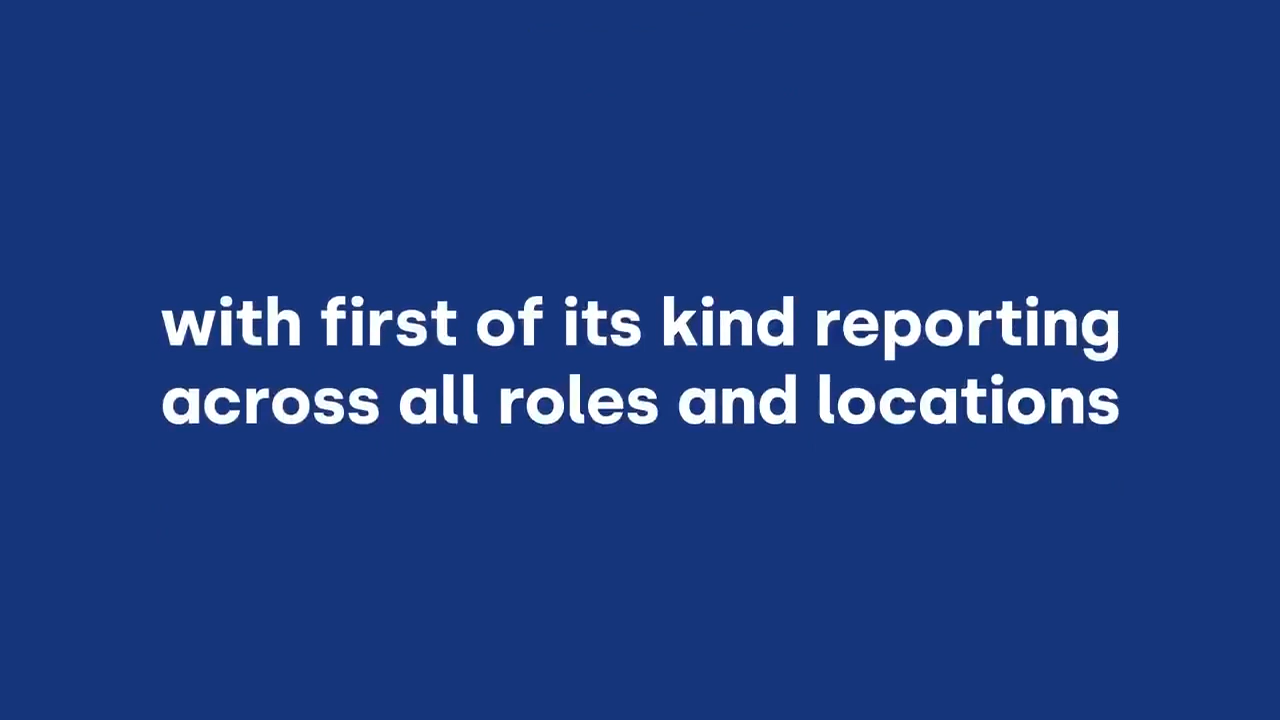 with first of its kind reporting
across all roles and locations